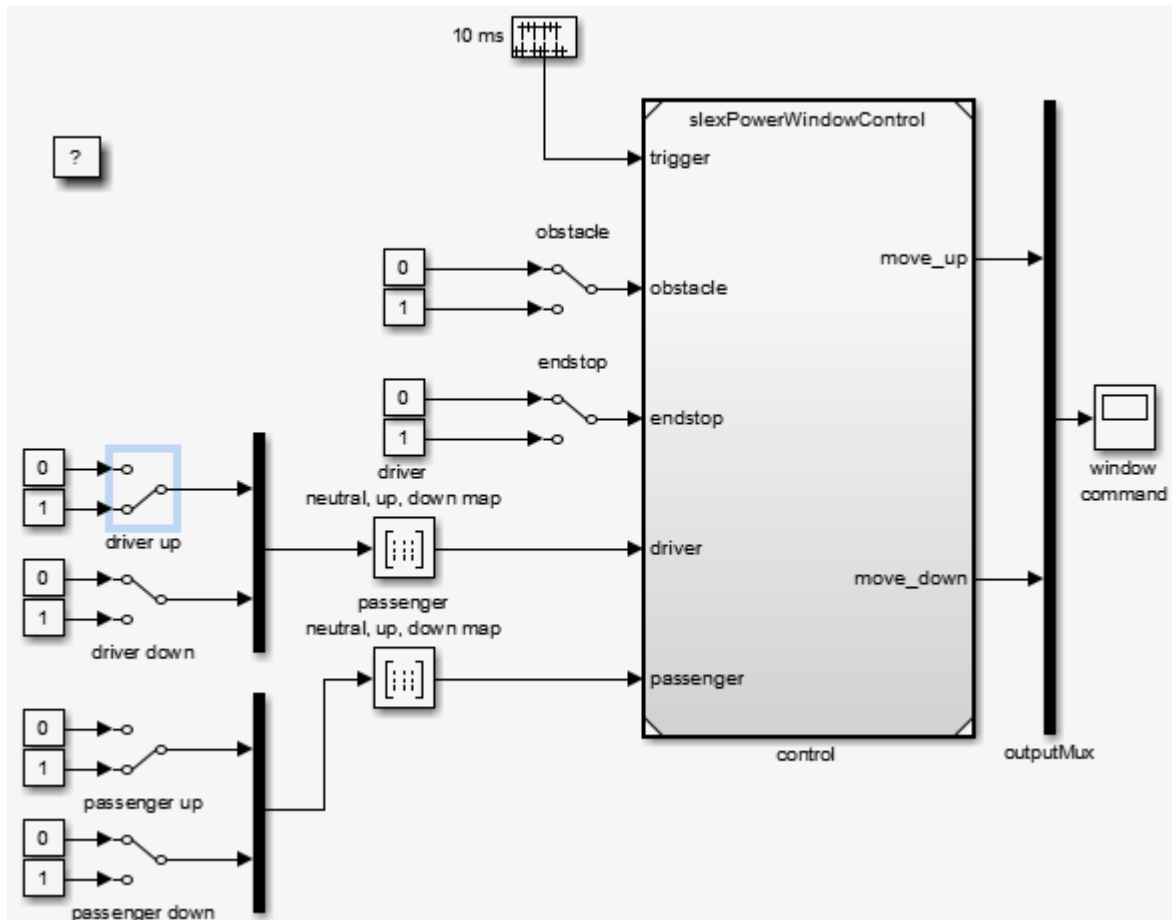 10 ms
?
slexPowerWindowControl
trigger
obstacle
0
1
obstacle
move_up
endstop
0
1
endstop
driver
neutral, up, down map
0
1
driver up
driver
window
command
0
1
driver down
passenger
neutral, up, down map
move_down
passenger
0
1
passenger up
control
outputMux
0
1
passenger down